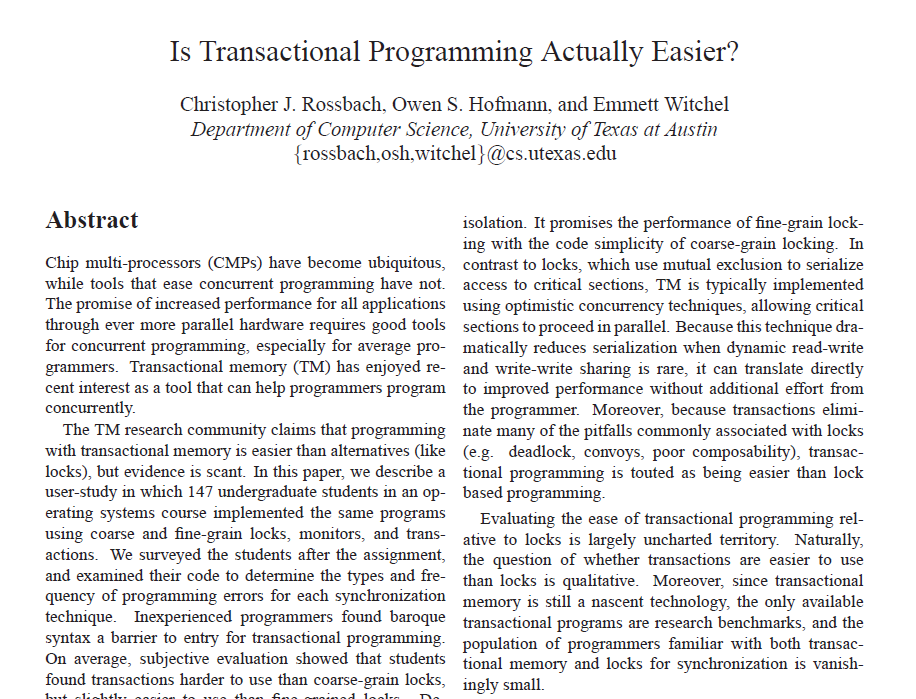 Is Transactional Programming Actually Easier?
Christopher J. Rossbach, Owen S. Hofmann, and Emmett Witchel
Department of Computer Science, University of Texas at Austin
{rossbach,osh,witchel}@cs.utexas.edu
Abstract
Chip multi-processors (CMPs) have become ubiquitous,
while tools that ease concurrent programming have not.
The promise of increased performance for all applications
through ever more parallel hardware requires good tools
for concurrent programming, especially for average pro-
grammers. Transactional memory (TM) has enjoyed re-
cent interest as a tool that can help programmers program
concurrently.
The TM research community claims that programming
with transactional memory is easier than alternatives (like
locks), but evidence is scant. In this paper, we describe a
user-study in which 147 undergraduate students in an op-
erating systems course implemented the same programs
using coarse and fine-grain locks, monitors, and trans-
actions. We surveyed the students after the assignment,
and examined their code to determine the types and fre-
quency of programming errors for each synchronization
technique. Inexperienced programmers found baroque
syntax a barrier to entry for transactional programming.
On average, subjective evaluation showed that students
found transactions harder to use than coarse-grain locks,
but slightly easier to use than fine-grained locks. De-
isolation. It promises the performance of fine-grain lock-
ing with the code simplicity of coarse-grain locking. In
contrast to locks, which use mutual exclusion to serialize
access to critical sections, TM is typically implemented
using optimistic concurrency techniques, allowing critical
sections to proceed in parallel. Because this technique dra-
matically reduces serialization when dynamic read-write
and write-write sharing is rare, it can translate directly
to improved performance without additional effort from
the programmer. Moreover, because transactions elimi-
nate many of the pitfalls commonly associated with locks
(e.g. deadlock, convoys, poor composability), transac-
tional programming is touted as being easier than lock
based programming.
Evaluating the ease of transactional programming rel-
ative to locks is largely uncharted territory. Naturally,
the question of whether transactions are easier to use
than locks is qualitative. Moreover, since transactional
memory is still a nascent technology, the only available
transactional programs are research benchmarks, and the
population of programmers familiar with both transac-
tional memory and locks for synchronization is vanish-
ingly small.